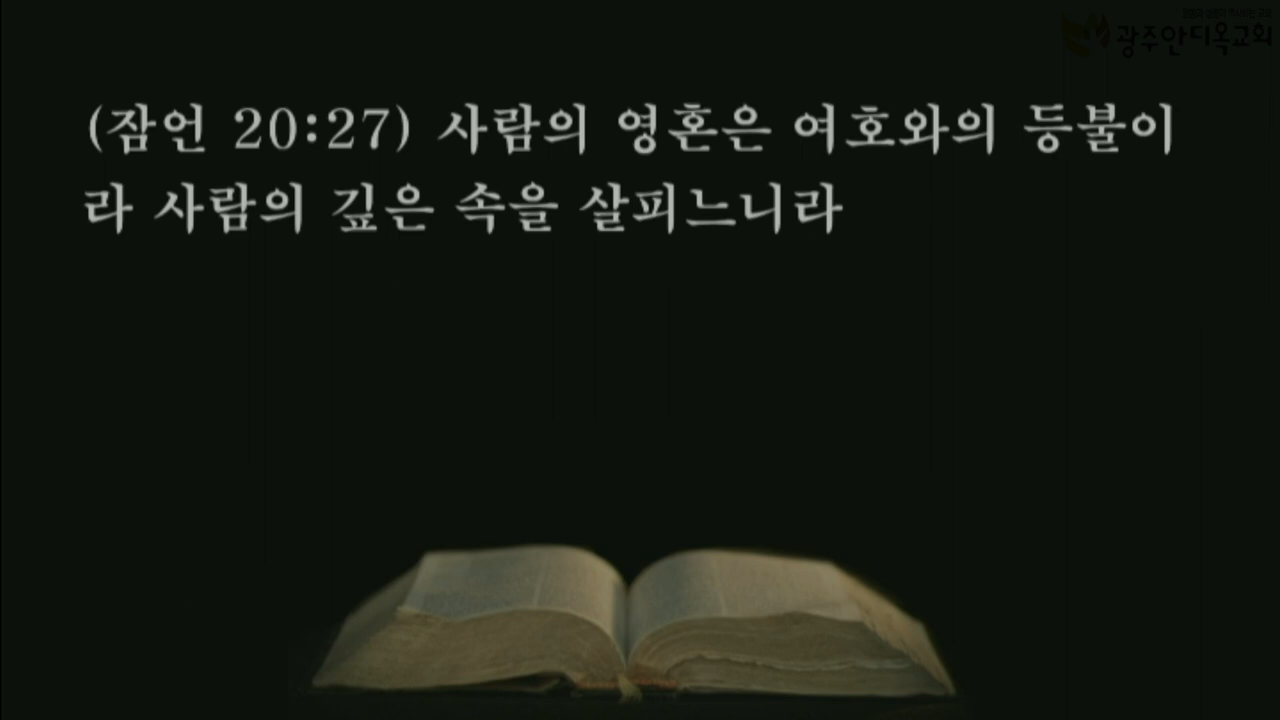 광주안디옥교회
(잠언 20:27) 사람의 영혼은 여호와의 등불이
라 사람의 깊은 속을 살피느니라